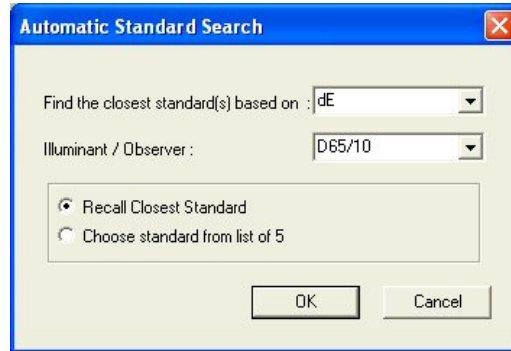 Automatic Standard Search
Find the closest standard(s) based on : dE
Illuminant / Observer : D65/10
Recall Closest Standard
Choose standard from list of 5
OK Cancel